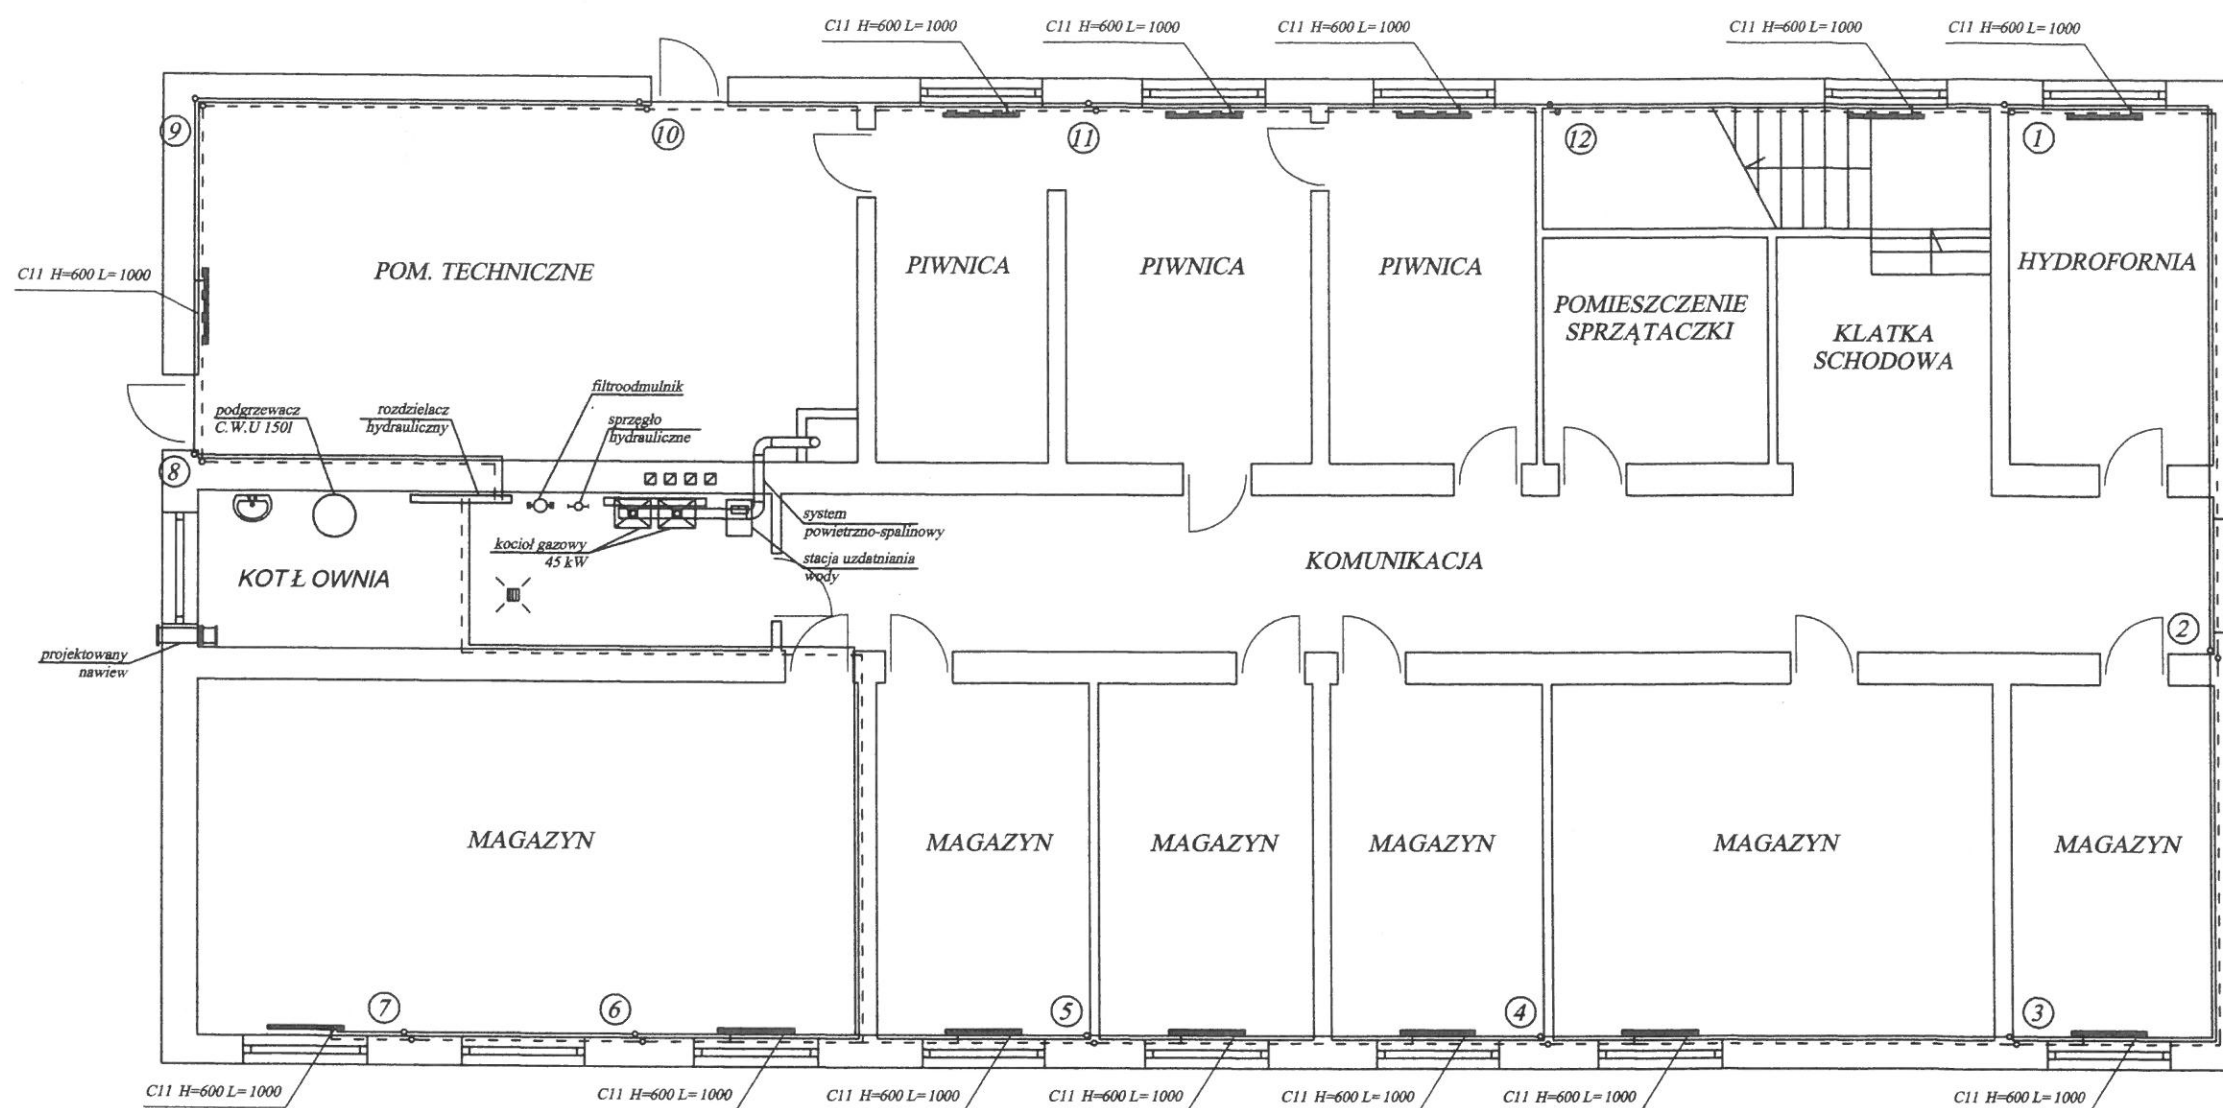 C11 H=600 L=1000
C11 H=600 L=1000
C11 H=600 L=1000
C11 H=600 L=1000
C11 H=600 L=1000
9
10
11
12
1
C11 H=600 L=1000
POM. TECHNICZNE
PIWNICA
PIWNICA
PIWNICA
POMIESZCZENIE
SPRZĄTACZKI
KLATKA
SCHODOWA
HYDROFORNIA
podgrzewacz
C.W.U 150l
rozdzielacz
hydrauliczny
filtroodmulnik
sprzęgło
hydrauliczne
8
system
powietrzno-spalinowy
kocioł gazowy
45 kW
stacja uzdatniania
wody
KOTŁOWNIA
KOMUNIKACJA
projektowany
nawiew
2
MAGAZYN
MAGAZYN
MAGAZYN
MAGAZYN
MAGAZYN
MAGAZYN
7
6
5
4
3
C11 H=600 L=1000
C11 H=600 L=1000
C11 H=600 L=1000
C11 H=600 L=1000
C11 H=600 L=1000
C11 H=600 L=1000
C11 H=600 L=1000